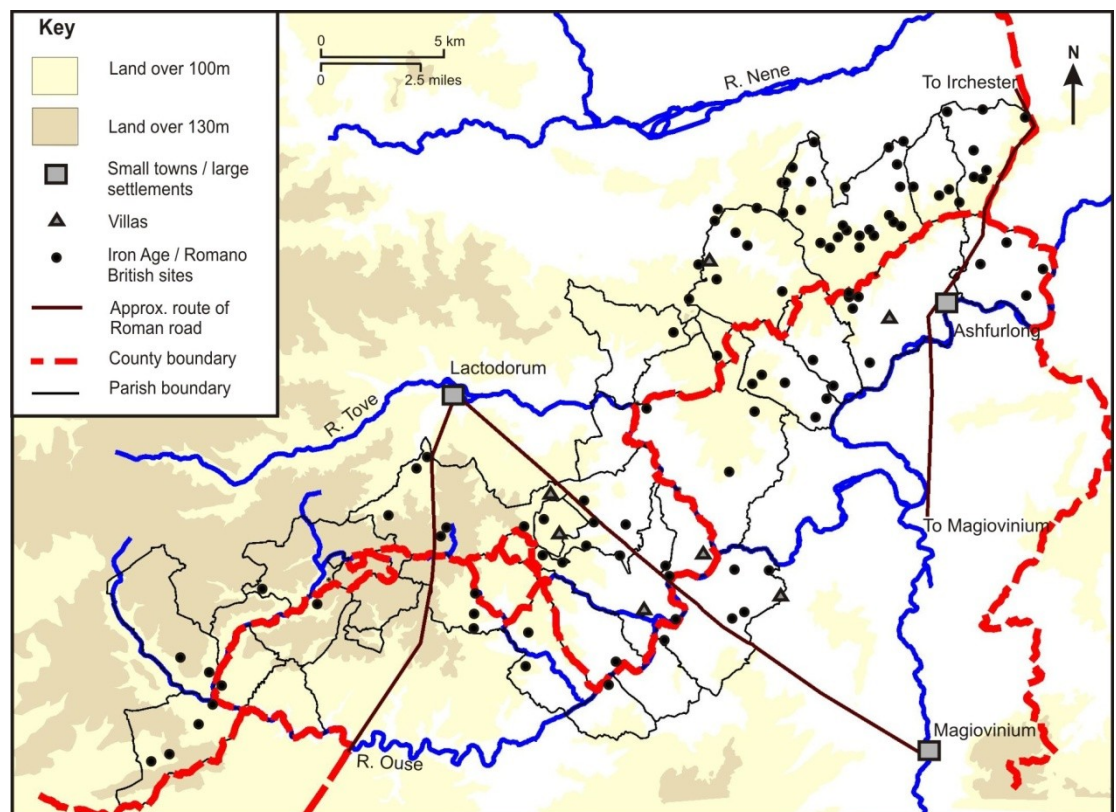 Key
Land over 100m
Land over 130m
Small towns / large
settlements
Villas
Iron Age / Romano
British sites
Approx. route of
Roman road
County boundary
Parish boundary
0 5 km
0 2.5 miles
R. Nene
To Irchester
N
Ashfurlong
Lactodorum
R. Tove
To Magiovinium
Magiovinium
R. Ouse